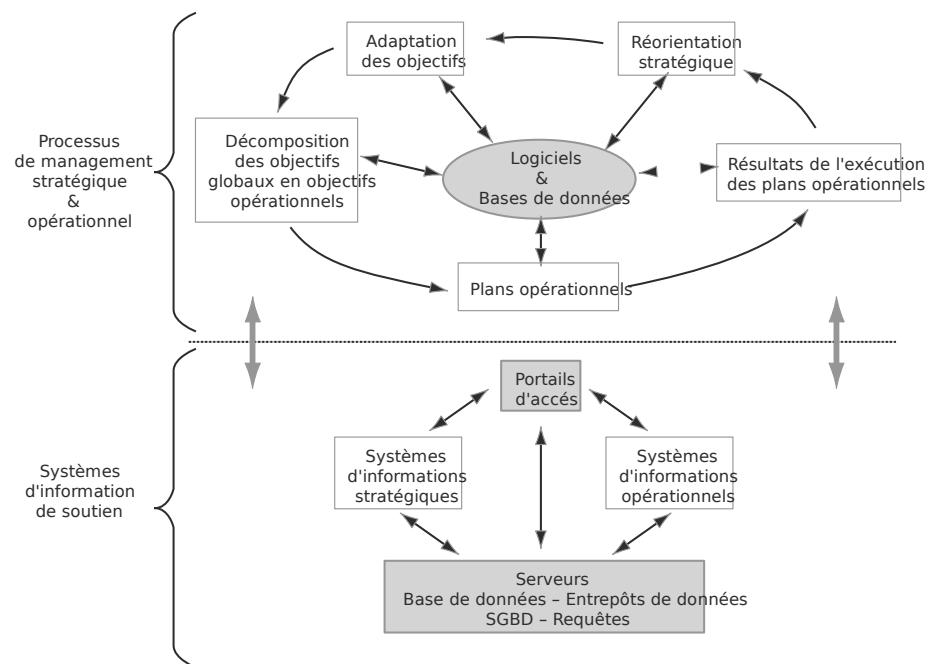 Adaptation
des objectifs
Réorientation
stratégique
Processus
de management
stratégique
&
opérationnel
Décomposition
des objectifs
globaux en objectifs
opérationnels
Logiciels
&
Bases de données
Résultats de l'exécution
des plans opérationnels
Plans opérationnels
Portails
d'accés
Systèmes
d'information
de soutien
Systèmes
d'informations
stratégiques
Systèmes
d'informations
opérationnels
Serveurs
Base de données – Entrepôts de données
SGBD – Requêtes